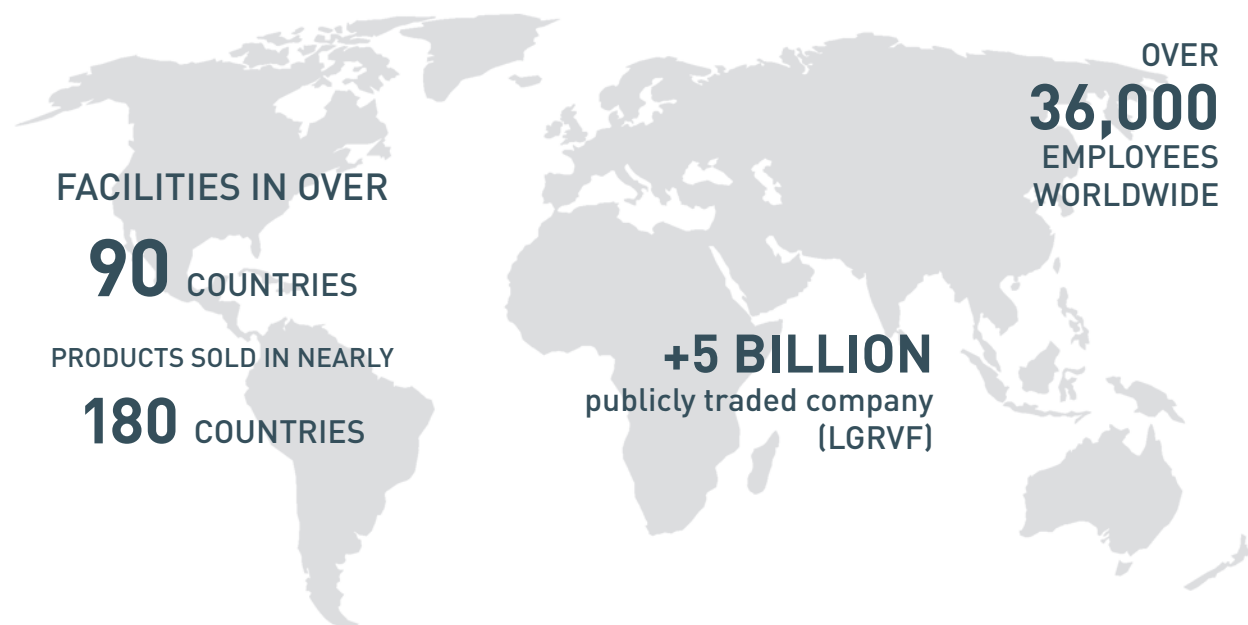 FACILITIES IN OVER
90 COUNTRIES
PRODUCTS SOLD IN NEARLY
180 COUNTRIES
+5 BILLION
publicly traded company
(LGRVF)
OVER
36,000
EMPLOYEES
WORLDWIDE